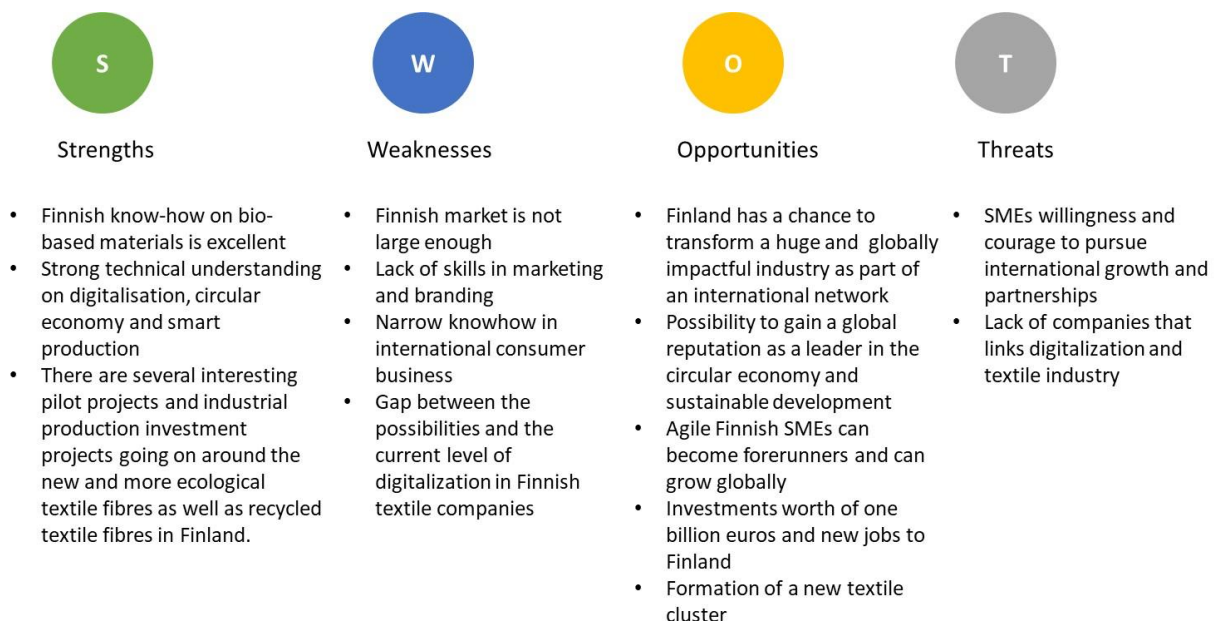 S
W
O
T
Strengths
Weaknesses
Opportunities
Threats
• Finnish know-how on bio-
based materials is excellent
• Strong technical understanding
on digitalisation, circular
economy and smart
production
• There are several interesting
pilot projects and industrial
production investment
projects going on around the
new and more ecological
textile fibres as well as recycled
textile fibres in Finland.
• Finnish market is not
large enough
• Lack of skills in marketing
and branding
• Narrow knowhow in
international consumer
business
• Gap between the
possibilities and the
current level of
digitalization in Finnish
textile companies
• Finland has a chance to
transform a huge and globally
impactful industry as part of
an international network
• Possibility to gain a global
reputation as a leader in the
circular economy and
sustainable development
• Agile Finnish SMEs can
become forerunners and can
grow globally
• Investments worth of one
billion euros and new jobs to
Finland
• Formation of a new textile
cluster
• SMEs willingness and
courage to pursue
international growth and
partnerships
• Lack of companies that
links digitalization and
textile industry